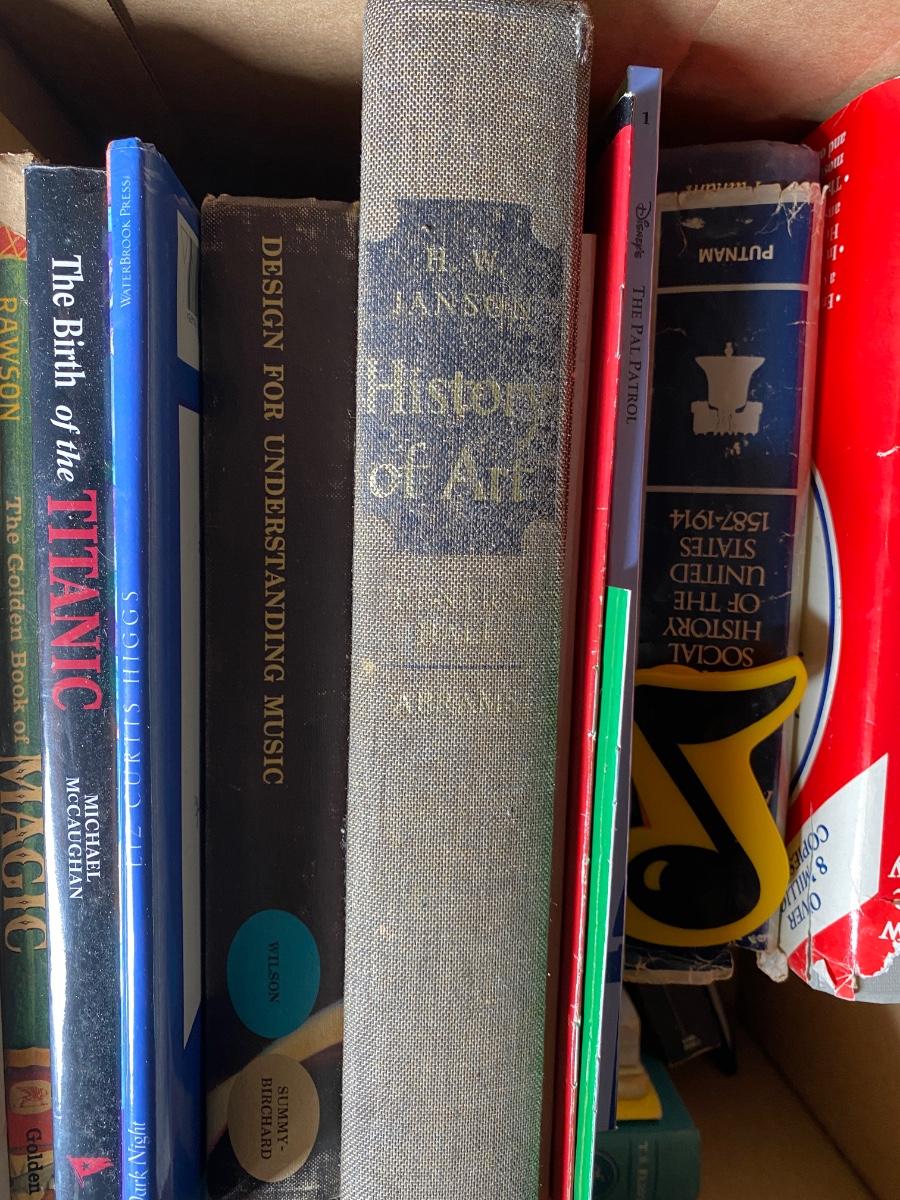 RAWSON
The Golden Book of
MAGIC
Golden
The Birth of the
TITANIC
MICHAEL
McCAUGHAN
WATERBROOK PRESS
LIZ CURTIS HIGGS
Dark Night
DESIGN FOR UNDERSTANDING MUSIC
WILSON
SUMMY-
BIRCHARD
H. W.
JANSON
History
of Art
ABRAMS
1
DISNEY'S
THE PAL PATROL
SOCIAL
HISTORY
OF THE
UNITED
STATES
1587-1914
PUTNAM
OVER
8 MILLIO
COPIES